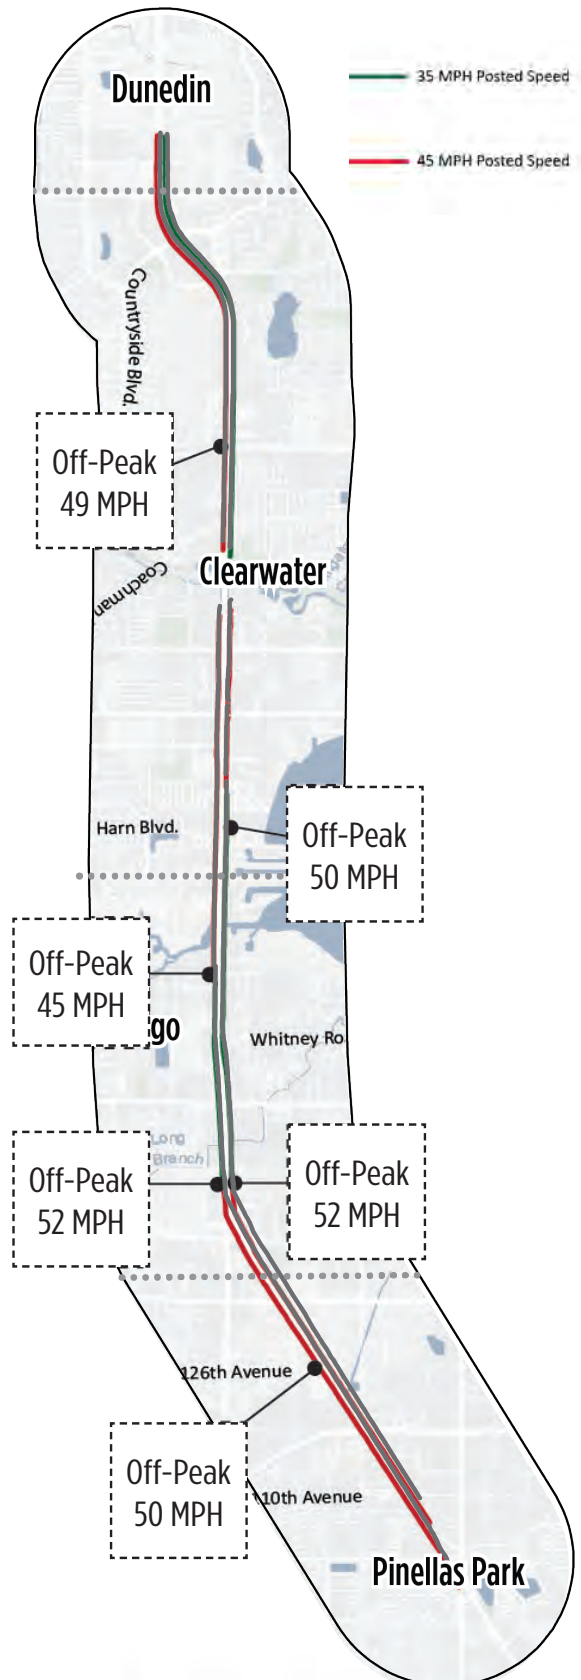 Dunedin
35 MPH Posted Speed
45 MPH Posted Speed
Countryside Blvd.
Off-Peak
49 MPH
Clearwater
Coachman
Harn Blvd.
Off-Peak
50 MPH
Off-Peak
45 MPH
go
Whitney Ro
Long
Branch
Off-Peak
52 MPH
Off-Peak
52 MPH
126th Avenue
Off-Peak
50 MPH
10th Avenue
Pinellas Park